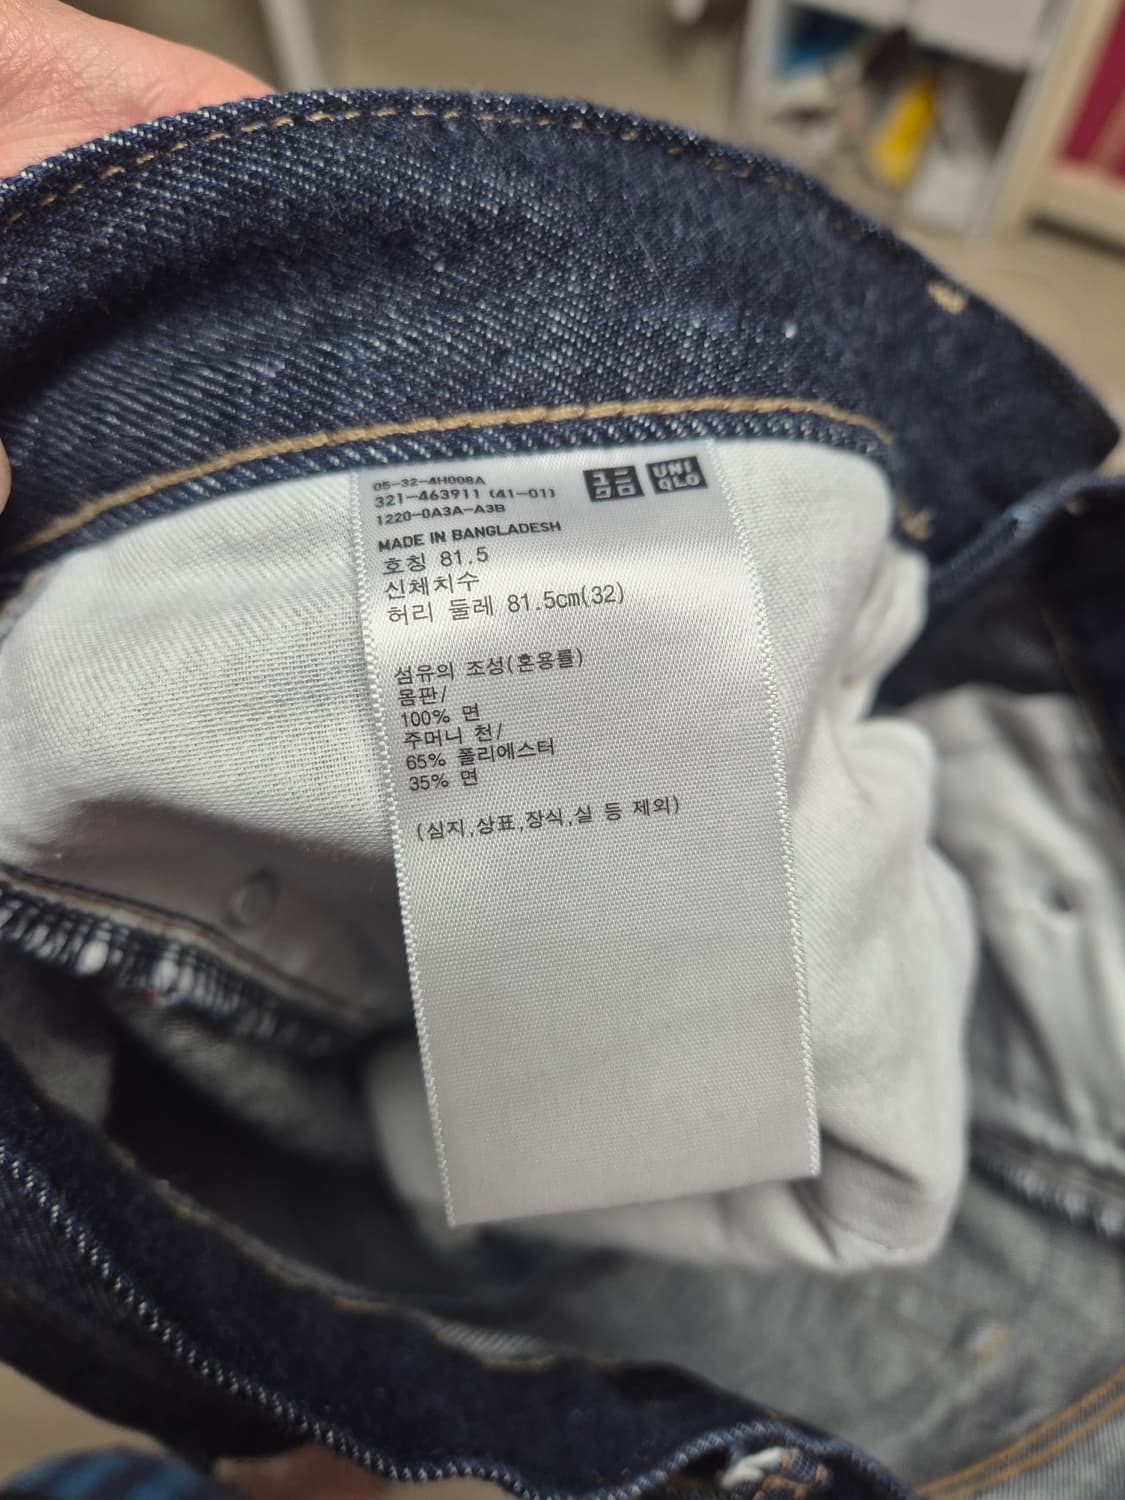 05-32-4H008A
321-463911 (41-01)
1220-0A3A-A3B
ユニ
クロ
UNI
QLO
MADE IN BANGLADESH
호칭 81.5
신체치수
허리 둘레 81.5cm(32)
섬유의 조성(혼용률)
몸판/
100% 면
주머니 천/
65% 폴리에스터
35% 면
(심지,상표,장식,실 등 제외)